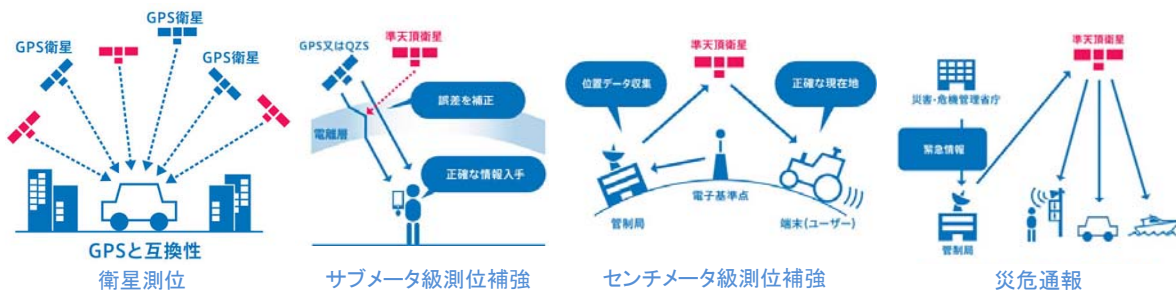 GPS衛星
GPS衛星
GPS衛星
GPSと互換性
衛星測位
GPS又はQZS
準天頂衛星
誤差を補正
電離層
正確な情報入手
サブメータ級測位補強
準天頂衛星
位置データ収集
正確な現在地
電子基準点
管制局
端末(ユーザー)
センチメータ級測位補強
準天頂衛星
災害・危機管理省庁
緊急情報
管制局
災危通報